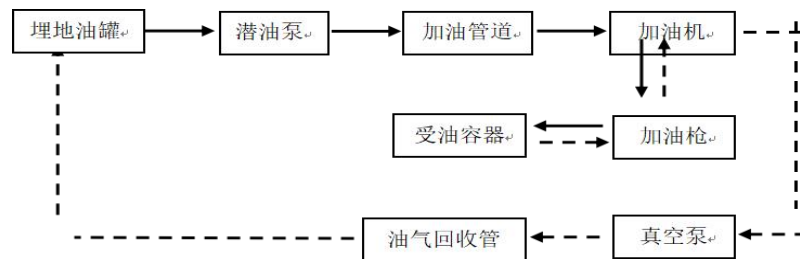 埋地油罐
潜油泵
加油管道
加油机
受油容器
加油枪
油气回收管
真空泵